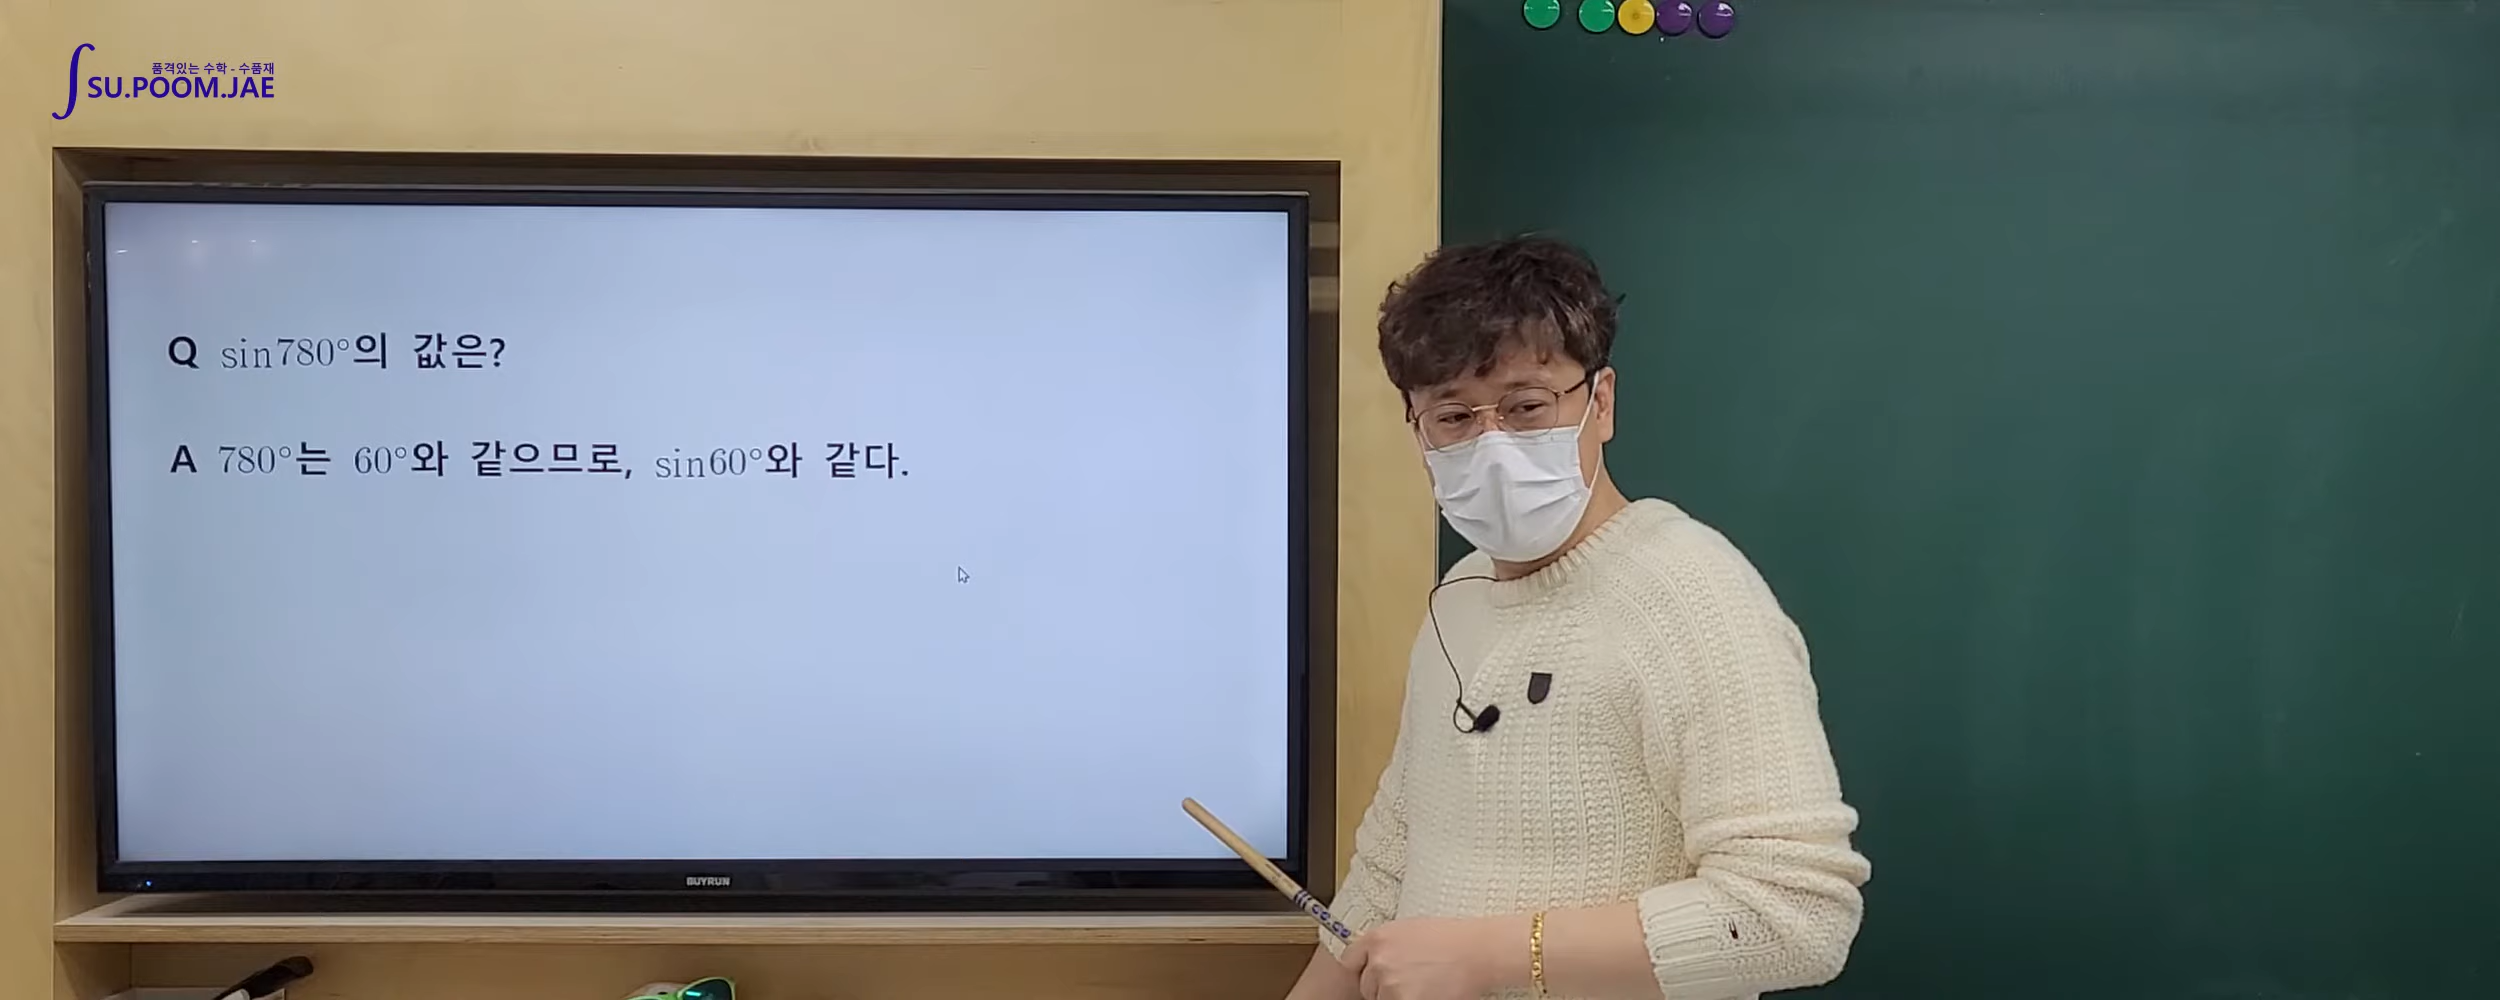 품격있는 수학 - 수품재
SU.POOM.JAE
Q sin780°의 값은?
A 780°는 60°와 같으므로, sin60°와 같다.
BUYRUN